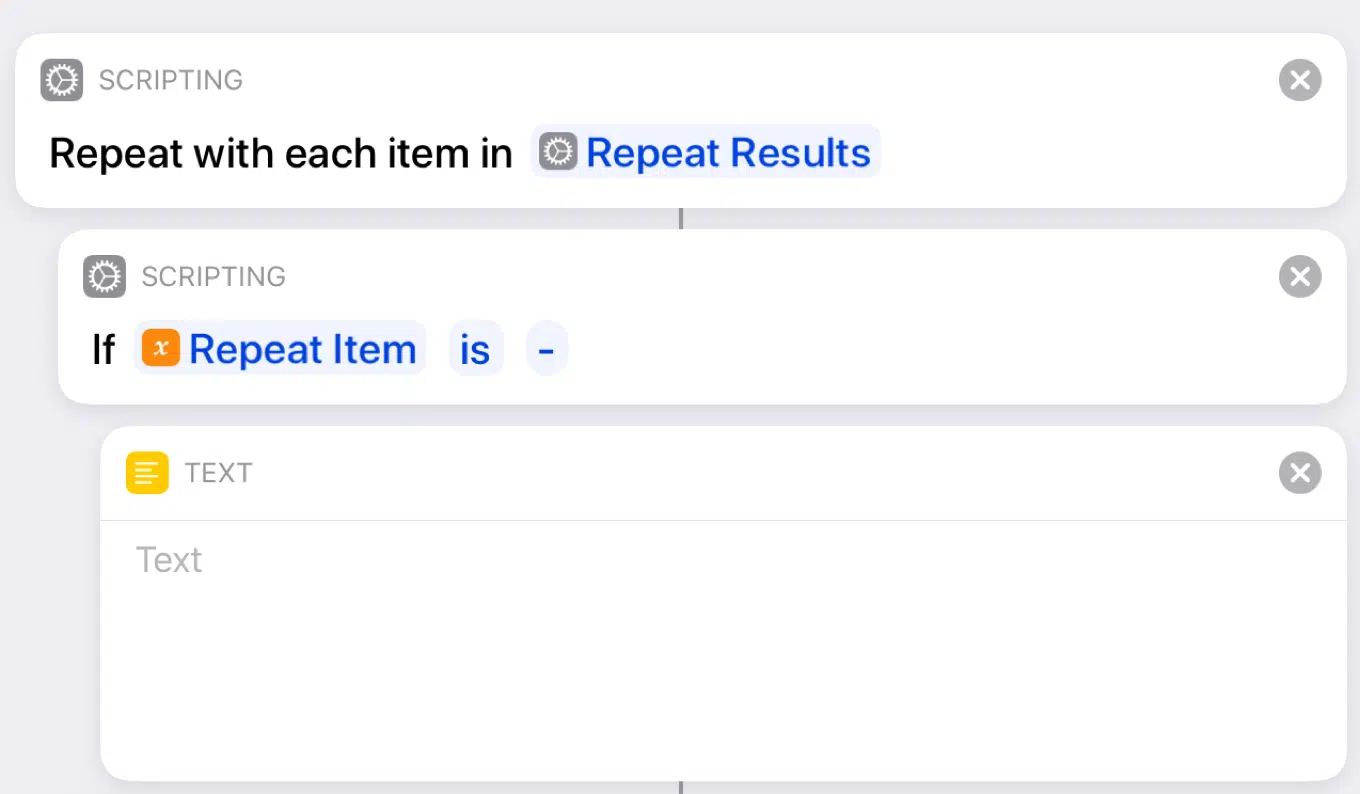 SCRIPTING
Repeat with each item in Repeat Results
SCRIPTING
If x Repeat Item is -
TEXT
Text